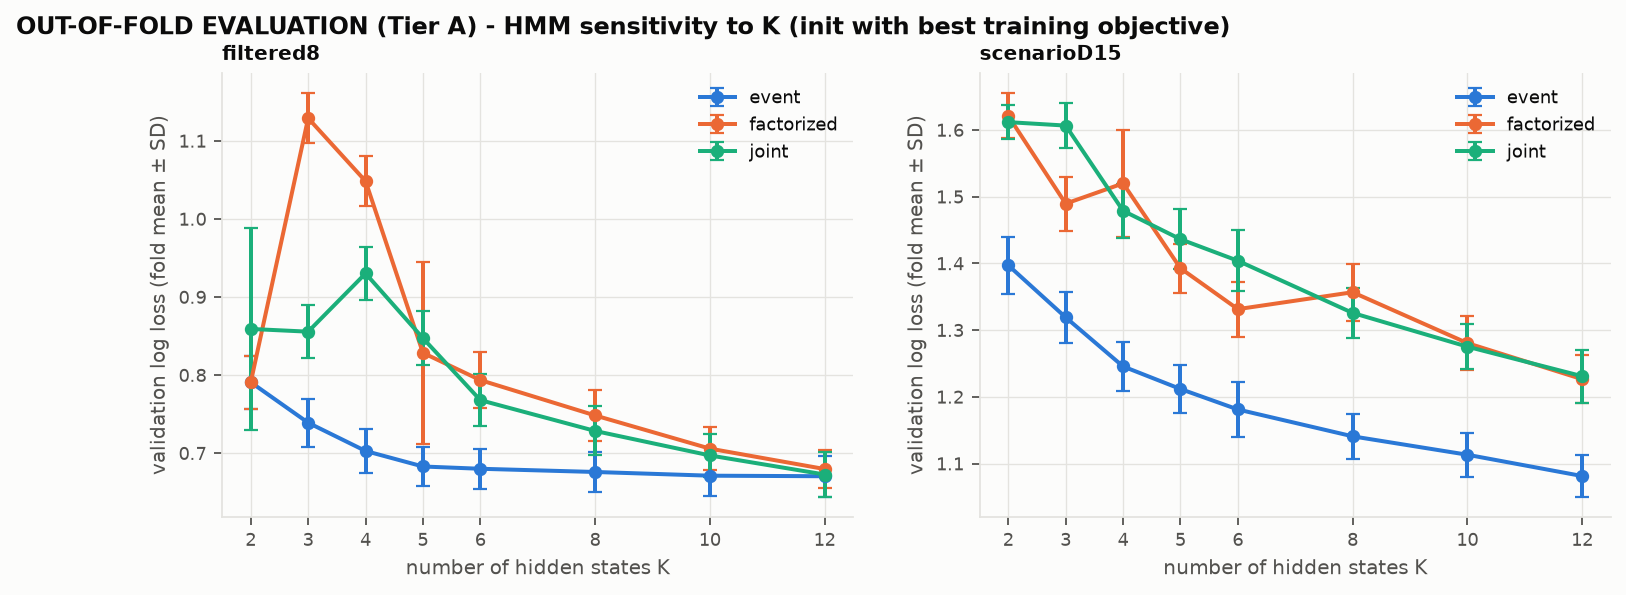 OUT-OF-FOLD EVALUATION (Tier A) - HMM sensitivity to K (init with best training objective)
filtered8
validation log loss (fold mean ± SD)
1.1
1.0
0.9
0.8
0.7
2 3 4 5 6 8 10 12
number of hidden states K
event
factorized
joint
scenarioD15
validation log loss (fold mean ± SD)
1.6
1.5
1.4
1.3
1.2
1.1
2 3 4 5 6 8 10 12
number of hidden states K
event
factorized
joint